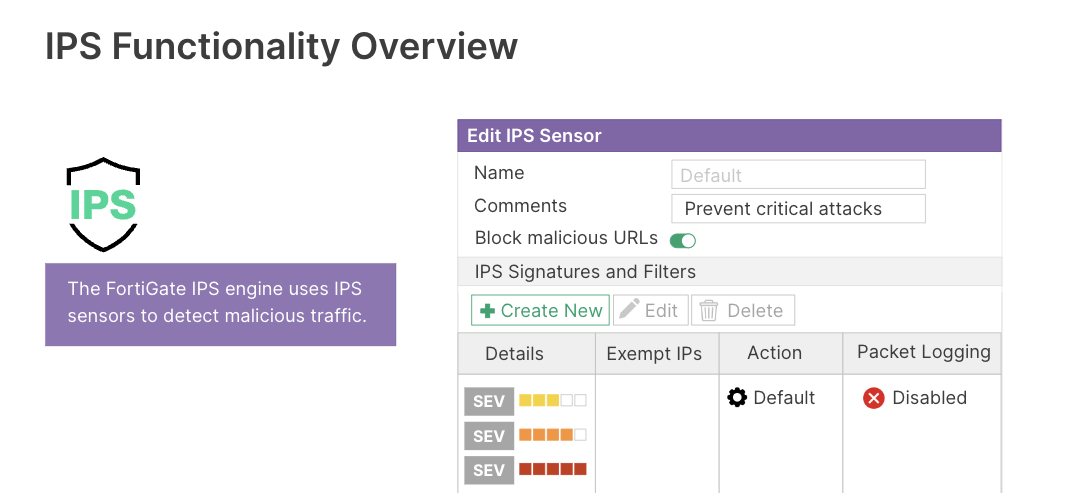 IPS Functionality Overview
IPS
The FortiGate IPS engine uses IPS
sensors to detect malicious traffic.
Edit IPS Sensor
Name Default
Comments Prevent critical attacks
Block malicious URLs
IPS Signatures and Filters
Create New Edit Delete
Details Exempt IPs Action Packet Logging
SEV Default Disabled
SEV
SEV